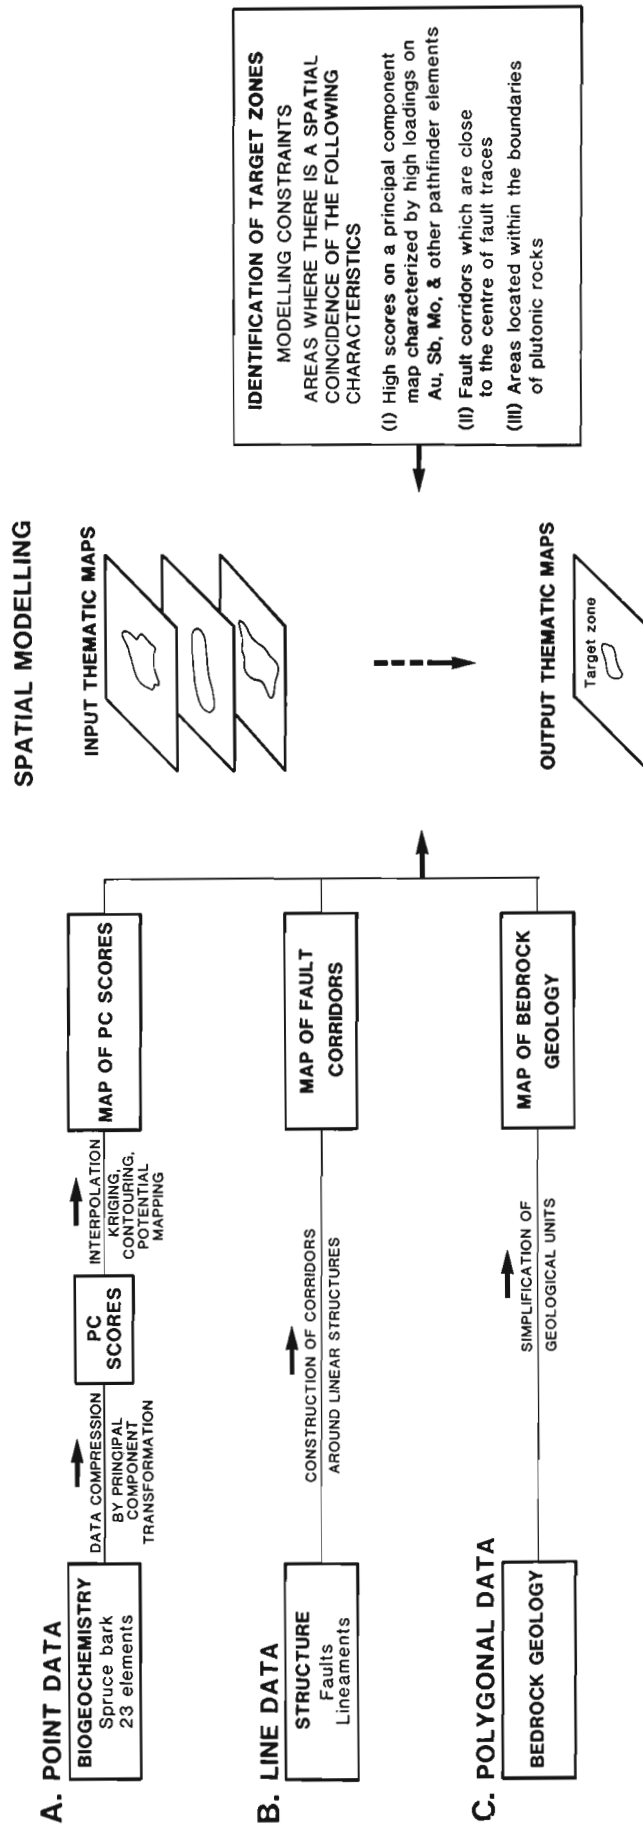 A. POINT DATA
BIOGEOCHEMISTRY
Spruce bark
23 elements
DATA COMPRESSION
BY PRINCIPAL
COMPONENT
TRANSFORMATION
PC
SCORES
INTERPOLATION
KRIGING,
CONTOURING,
POTENTIAL
MAPPING
MAP OF PC SCORES
B. LINE DATA
STRUCTURE
Faults
Lineaments
CONSTRUCTION OF CORRIDORS
AROUND LINEAR STRUCTURES
MAP OF FAULT
CORRIDORS
C. POLYGONAL DATA
BEDROCK GEOLOGY
SIMPLIFICATION OF
GEOLOGICAL UNITS
MAP OF BEDROCK
GEOLOGY
SPATIAL MODELLING
INPUT THEMATIC MAPS
OUTPUT THEMATIC MAPS
Target zone
IDENTIFICATION OF TARGET ZONES
MODELLING CONSTRAINTS
AREAS WHERE THERE IS A SPATIAL
COINCIDENCE OF THE FOLLOWING
CHARACTERISTICS
(I) High scores on a principal component
map characterized by high loadings on
Au, Sb, Mo, & other pathfinder elements
(II) Fault corridors which are close
to the centre of fault traces
(III) Areas located within the boundaries
of plutonic rocks